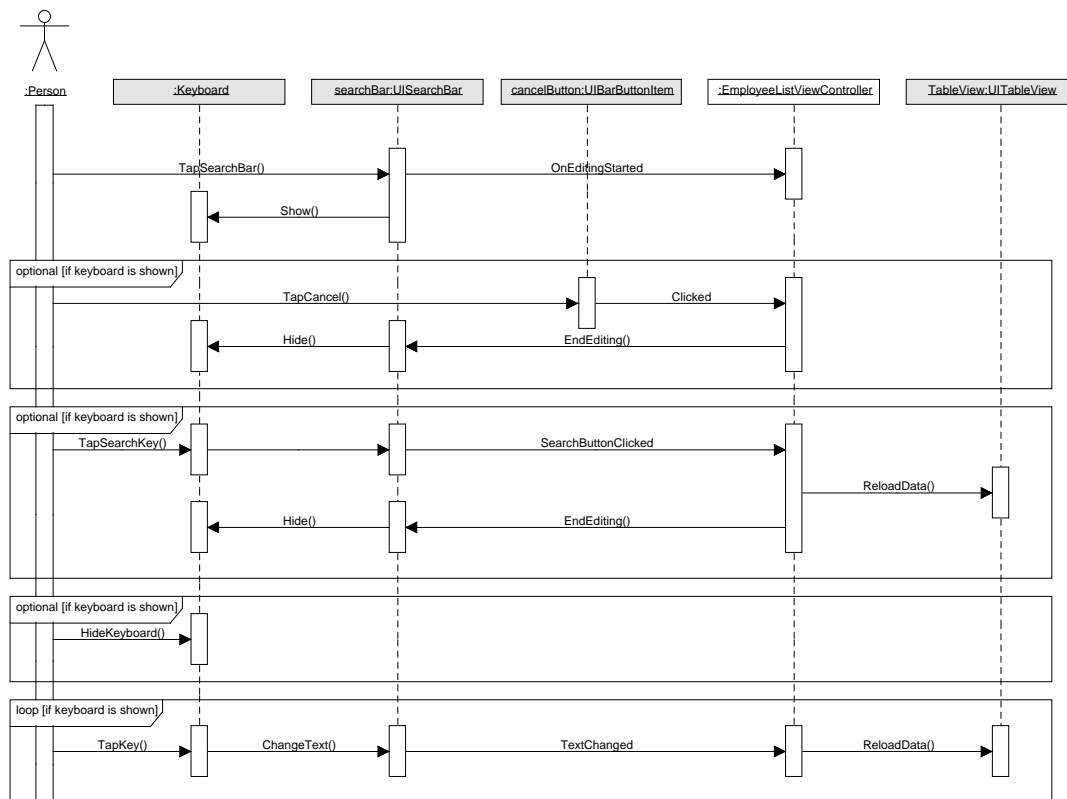 :Person
:Keyboard
searchBar:UISearchBar
cancelButton:UIBarButtonItem
:EmployeeListViewController
TableView:UITableView
TapSearchBar()
OnEditingStarted
Show()
optional [if keyboard is shown]
TapCancel()
Clicked
Hide()
EndEditing()
optional [if keyboard is shown]
TapSearchKey()
SearchButtonClicked
ReloadData()
Hide()
EndEditing()
optional [if keyboard is shown]
HideKeyboard()
loop [if keyboard is shown]
TapKey()
ChangeText()
TextChanged
ReloadData()